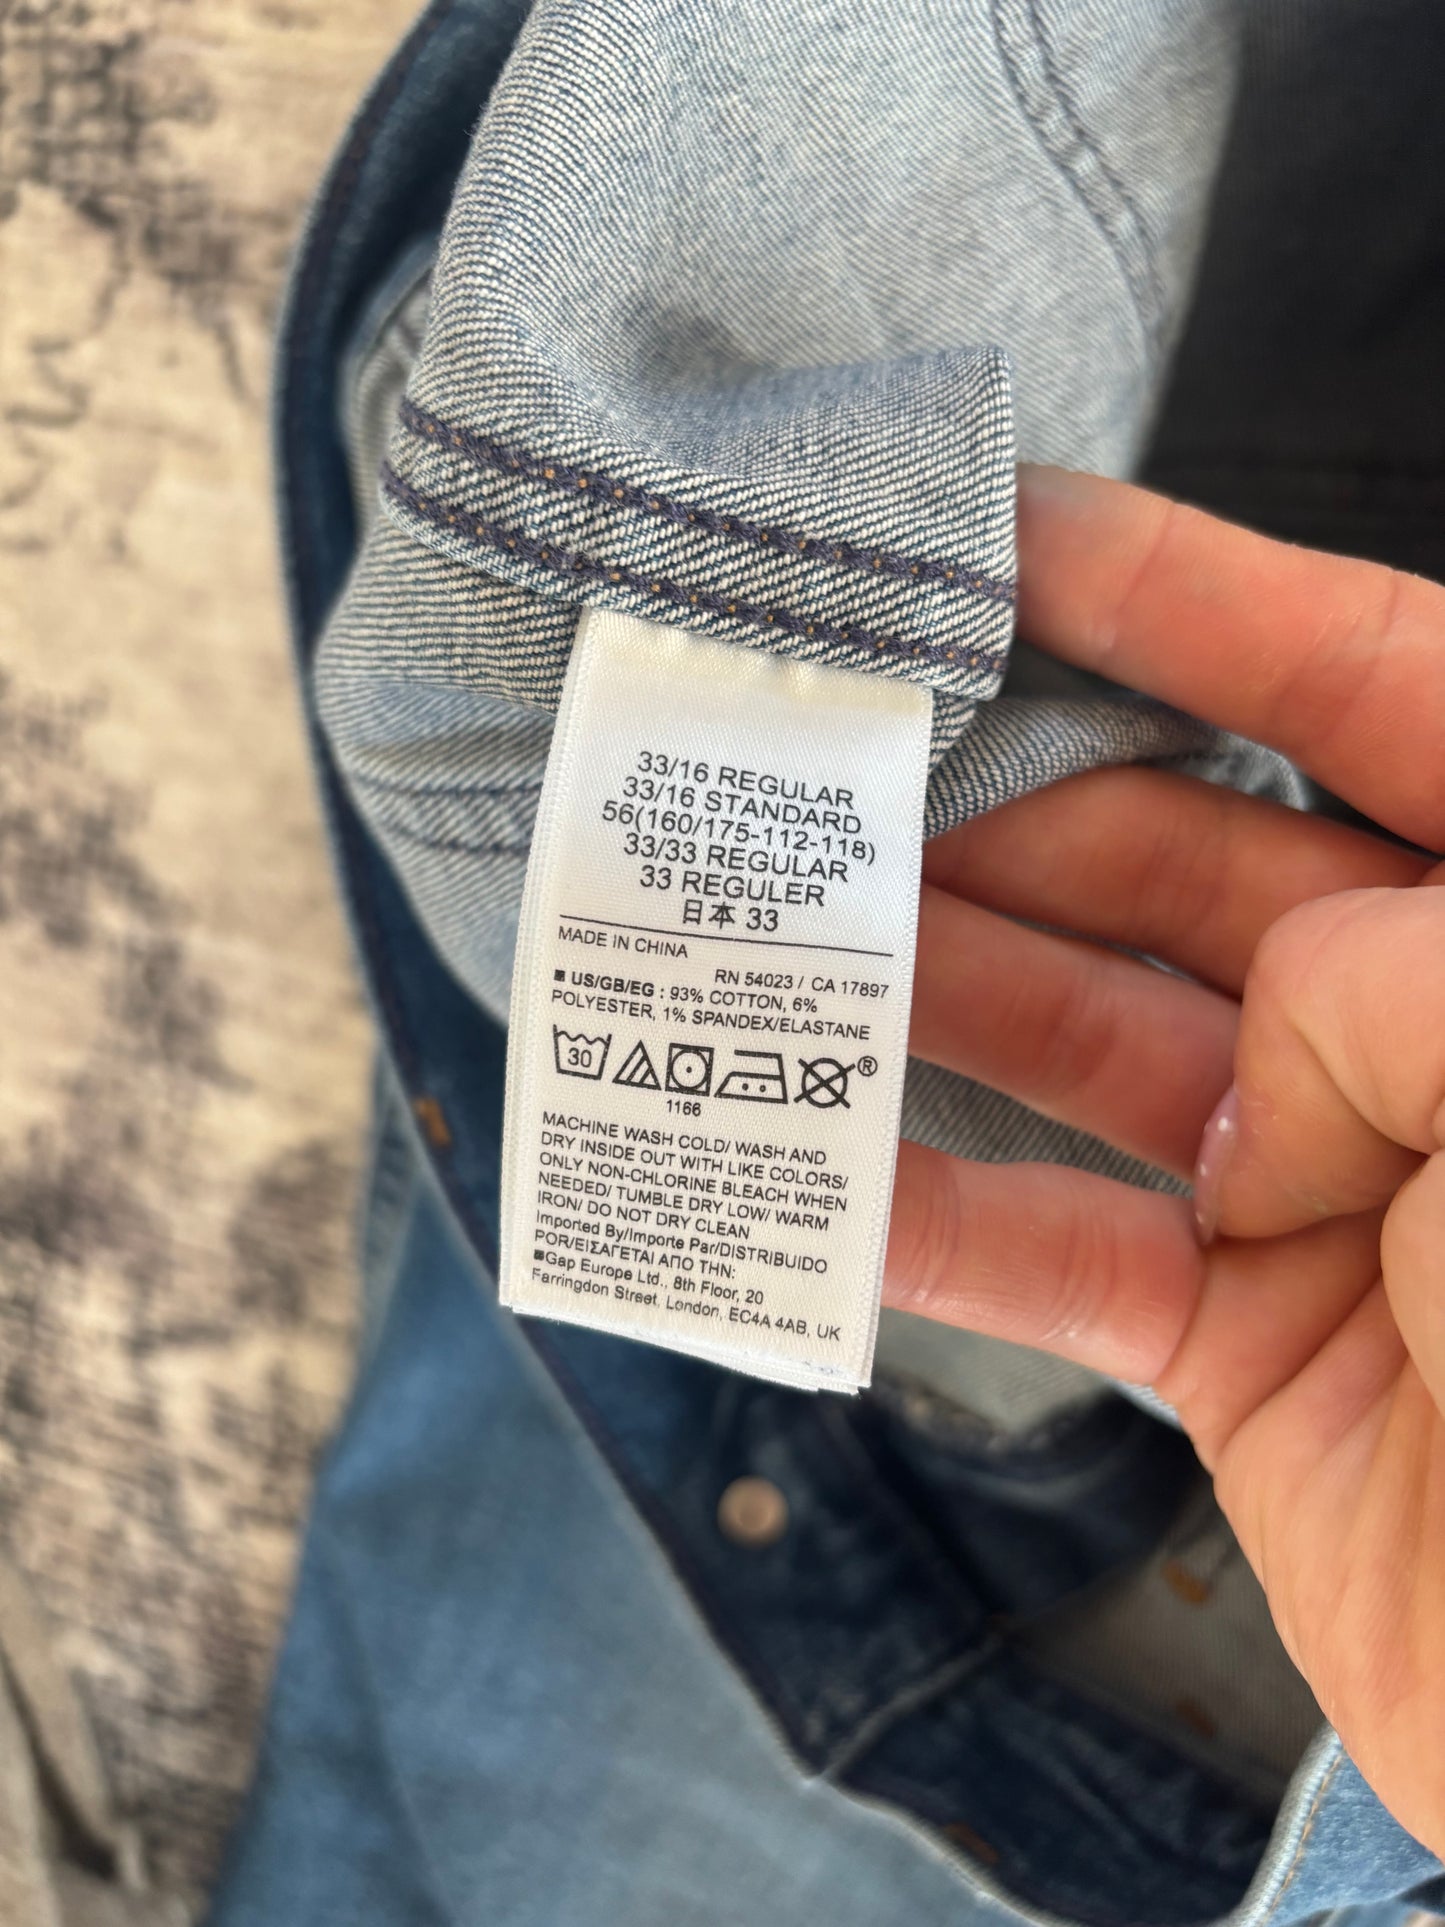 33/16 REGULAR
33/16 STANDARD
56(160/175-112-118)
33/33 REGULAR
33 REGULER
日本 33
MADE IN CHINA
RN 54023 / CA 17897
US/GB/EG : 93% COTTON, 6%
POLYESTER, 1% SPANDEX/ELASTANE
30
®
1166
MACHINE WASH COLD/ WASH AND
DRY INSIDE OUT WITH LIKE COLORS/
ONLY NON-CHLORINE BLEACH WHEN
NEEDED/ TUMBLE DRY LOW/ WARM
IRON/ DO NOT DRY CLEAN
Imported By/Importe Par/DISTRIBUIDO
POR/ΕΙΣΑΓΕΤΑΙ ΑΠΟ ΤΗΝ:
Gap Europe Ltd., 8th Floor, 20
Farringdon Street, London, EC4A 4AB, UK